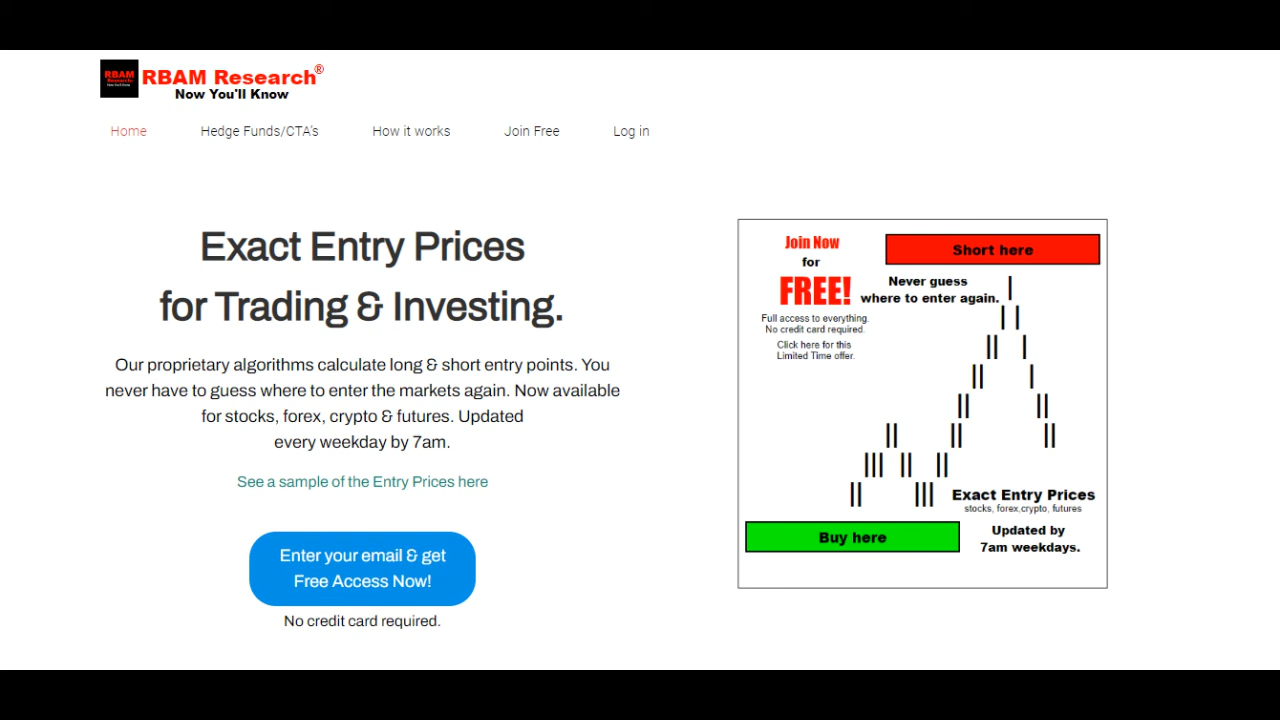 RBAM
Research
RBAM Research®
Now You'll Know
Home
Hedge Funds/CTA's
How it works
Join Free
Log in
Exact Entry Prices
for Trading & Investing.
Our proprietary algorithms calculate long & short entry points. You
never have to guess where to enter the markets again. Now available
for stocks, forex, crypto & futures. Updated
every weekday by 7am.
See a sample of the Entry Prices here
Enter your email & get
Free Access Now!
No credit card required.
Join Now
for
FREE!
Full access to everything.
No credit card required.
Click here for this
Limited Time offer.
Short here
Never guess
where to enter again.
Exact Entry Prices
stocks, forex,crypto, futures
Buy here
Updated by
7am weekdays.